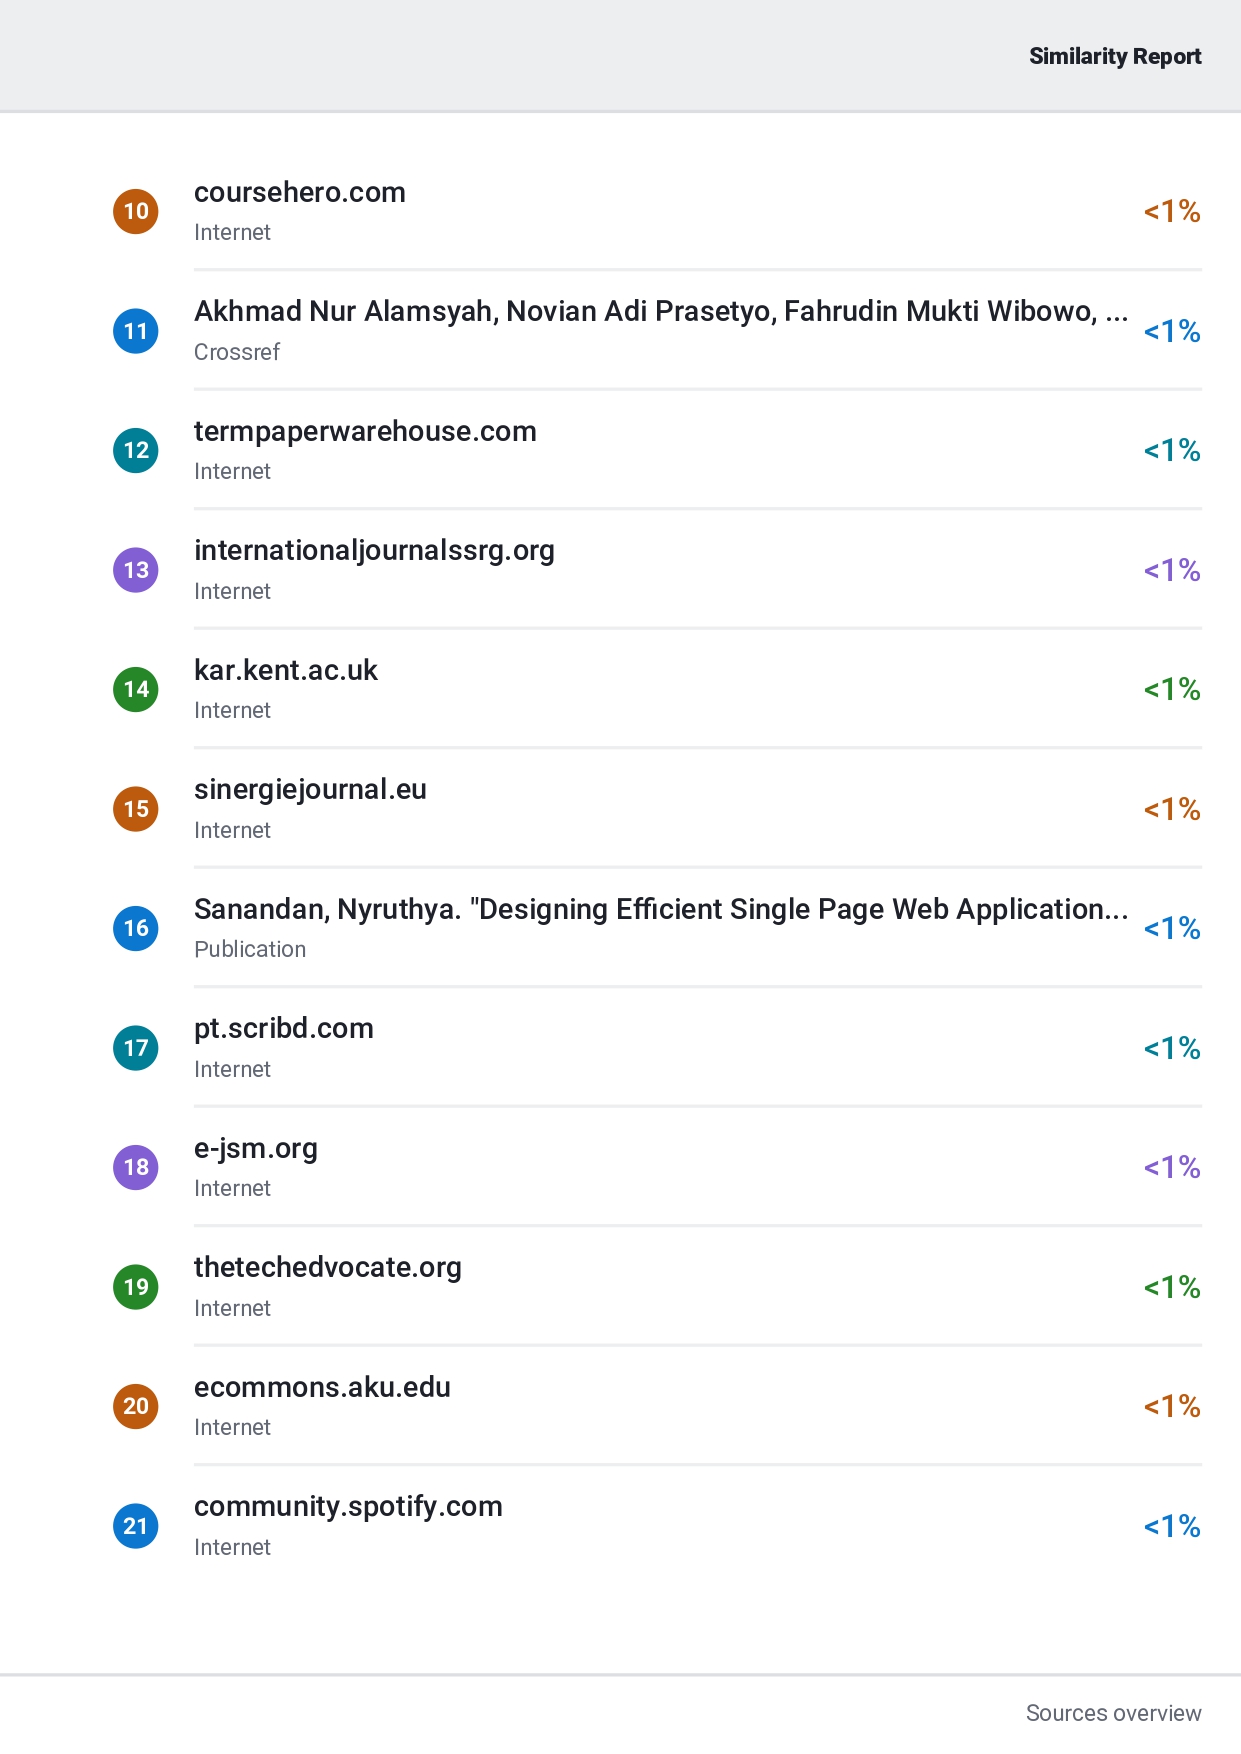 Similarity Report
10
coursehero.com
<1%
Internet
11
Akhmad Nur Alamsyah, Novian Adi Prasetyo, Fahrudin Mukti Wibowo, ...
<1%
Crossref
12
termpaperwarehouse.com
<1%
Internet
13
internationaljournalssrg.org
<1%
Internet
14
kar.kent.ac.uk
<1%
Internet
15
sinergiejournal.eu
<1%
Internet
16
Sanandan, Nyruthya. "Designing Efficient Single Page Web Application...
<1%
Publication
17
pt.scribd.com
<1%
Internet
18
e-jsm.org
<1%
Internet
19
thetechedvocate.org
<1%
Internet
20
ecommons.aku.edu
<1%
Internet
21
community.spotify.com
<1%
Internet
Sources overview